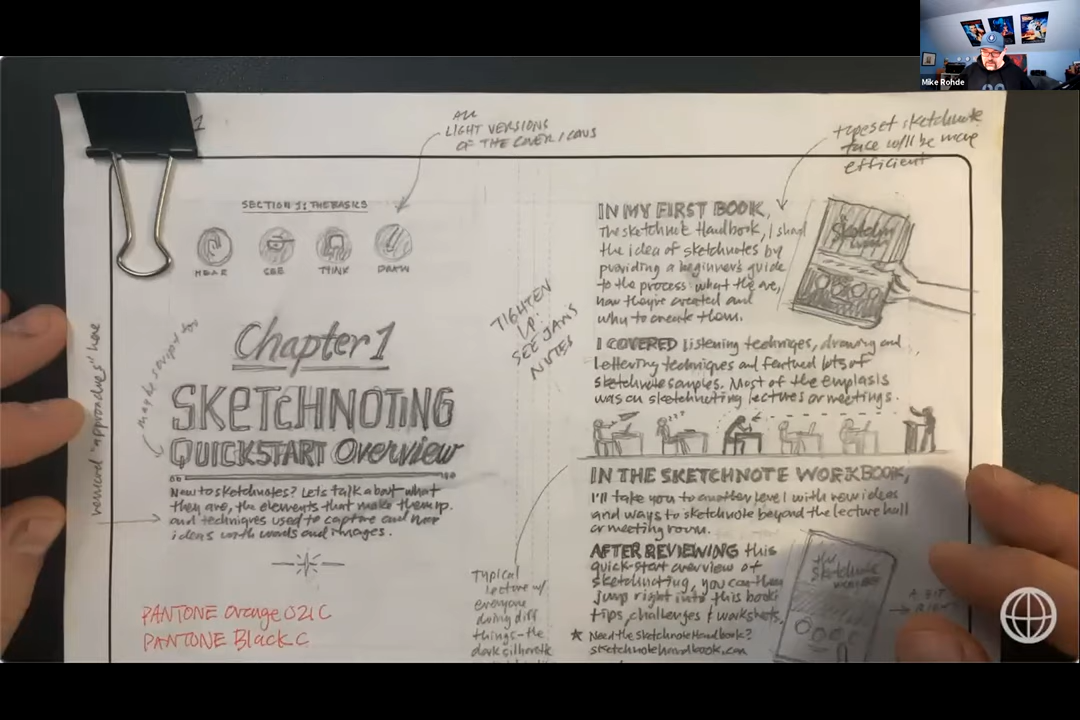 Mike Rohde
1
ALL
LIGHT VERSIONS
OF THE COVER ICONS
typeset sketchnote
face will be more
efficient
SECTION 1: THE BASICS
HEAR SEE THINK DRAW
Chapter 1
SKETCHNOTING
QUICKSTART Overview
New to sketchnotes? Let's talk about what
they are, the elements that make them up.
and techniques used to capture and
ideas with words and images.
PANTONE Orange 021 C
PANTONE Black C
TIGHTEN
UP:
SEE JAN'S
NOTES
IN MY FIRST BOOK,
The Sketchnote Handbook, I shared
the idea of sketchnotes by
providing a beginner's guide
to the process what they are,
how they're created and
why to create them.
I COVERED listening techniques, drawing and
lettering techniques and featured lots of
sketchnote samples. Most of the emphasis
was on sketchnoting lectures or meetings.
IN THE SKETCHNOTE WORKBOOK,
I'll take you to another level with new ideas
and ways to sketchnote beyond the lecture hall
or meeting room.
AFTER REVIEWING this
quick-start overview of
sketchnoting, you can then
jump right into this book:
tips, challenges & worksheets.
★ Need the Sketchnote Handbook?
sketchnotehandbook.com
Typical
lecture w/
everyone
doing diff
things - the
dark silhouette
the
Sketchnote
WORKBOOK
A BIT